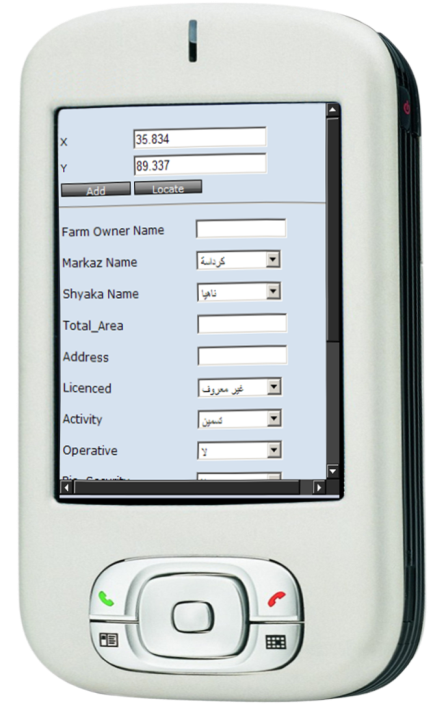 X 35.834
Y 89.337
Add Locate
Farm Owner Name
Markaz Name كرداسة
Shyaka Name ناهيا
Total_Area
Address
Licenced غير معروف
Activity تسمين
Operative لا